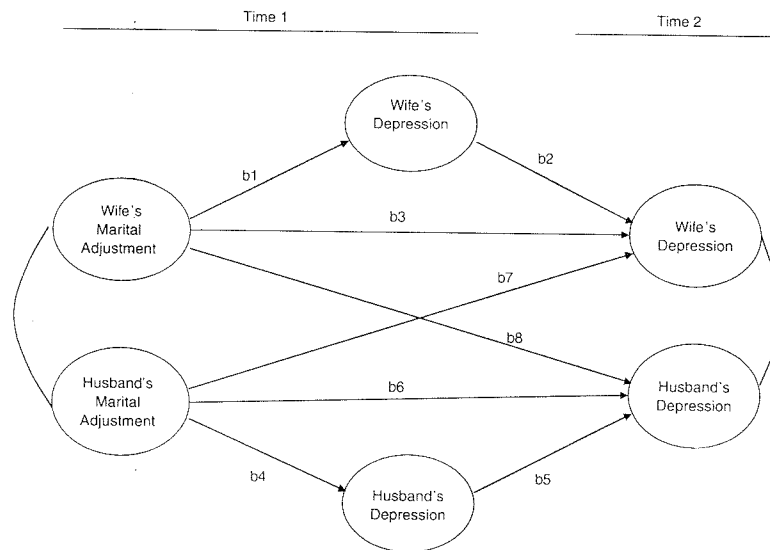 Time 1
Time 2
Wife's
Depression
b1
b2
Wife's
Marital
Adjustment
b3
Wife's
Depression
b7
b8
Husband's
Marital
Adjustment
b6
Husband's
Depression
b4
b5
Husband's
Depression